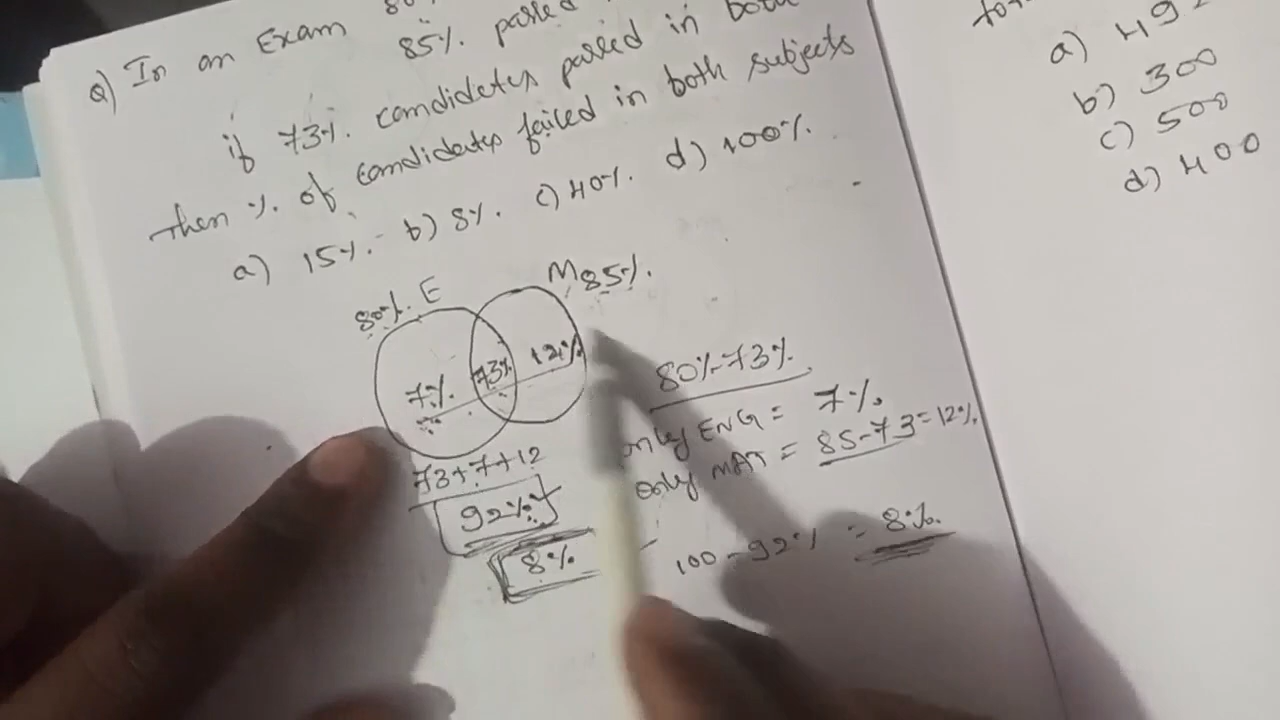 80%
Q) In an Exam 85% passed
if 73% candidates passed in both
then % of candidates failed in both subjects
a) 15% b) 8% c) 40% d) 100%
80% E M 85%
7% 73% 12%
80%-73%
only ENG = 7%
only MAT = 85-73=12%
73+7+12
92%
8%
100-92% = 8%
a) 49
b) 300
c) 500
d) 400